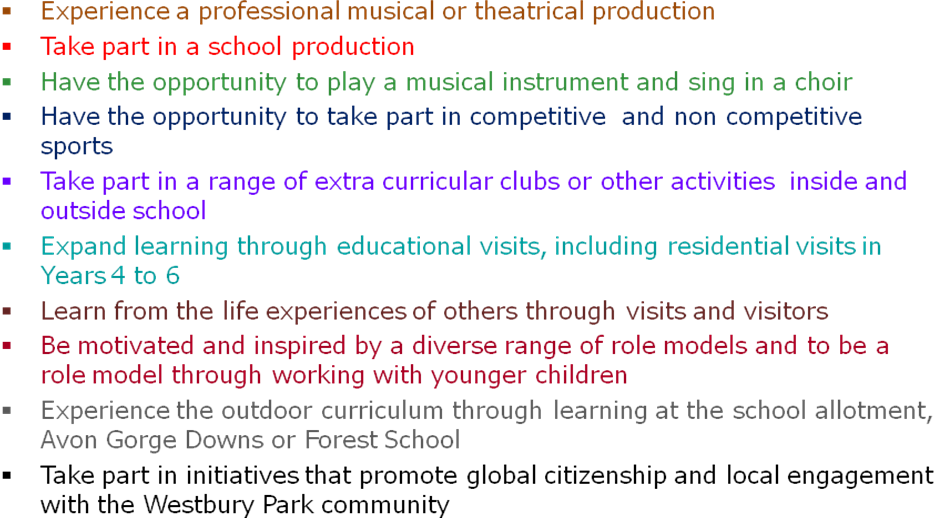 ▪ Experience a professional musical or theatrical production
▪ Take part in a school production
▪ Have the opportunity to play a musical instrument and sing in a choir
▪ Have the opportunity to take part in competitive  and non competitive
sports
▪ Take part in a range of extra curricular clubs or other activities  inside and
outside school
▪ Expand learning through educational visits, including residential visits in
Years 4 to 6
▪ Learn from the life experiences of others through visits and visitors
▪ Be motivated and inspired by a diverse range of role models and to be a
role model through working with younger children
▪ Experience the outdoor curriculum through learning at the school allotment,
Avon Gorge Downs or Forest School
▪ Take part in initiatives that promote global citizenship and local engagement
with the Westbury Park community